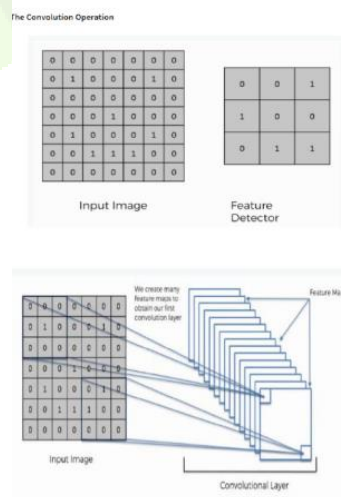 The Convolution Operation
0 0 0 0 0 0 0
0 1 0 0 0 1 0
0 0 0 0 0 0 0
0 0 0 1 0 0 0
0 1 0 0 0 1 0
0 0 1 1 1 0 0
0 0 0 0 0 0 0
Input Image
0 0 1
1 0 0
0 1 1
Feature
Detector
We create many
feature maps to
obtain our first
convolution layer
Feature Ma
0 0 0 0 0 0 0
0 1 0 0 0 1 0
0 0 0 0 0 0 0
0 0 0 1 0 0 0
0 1 0 0 0 1 0
0 0 1 1 1 0 0
0 0 0 0 0 0 0
Input Image
Convolutional Layer